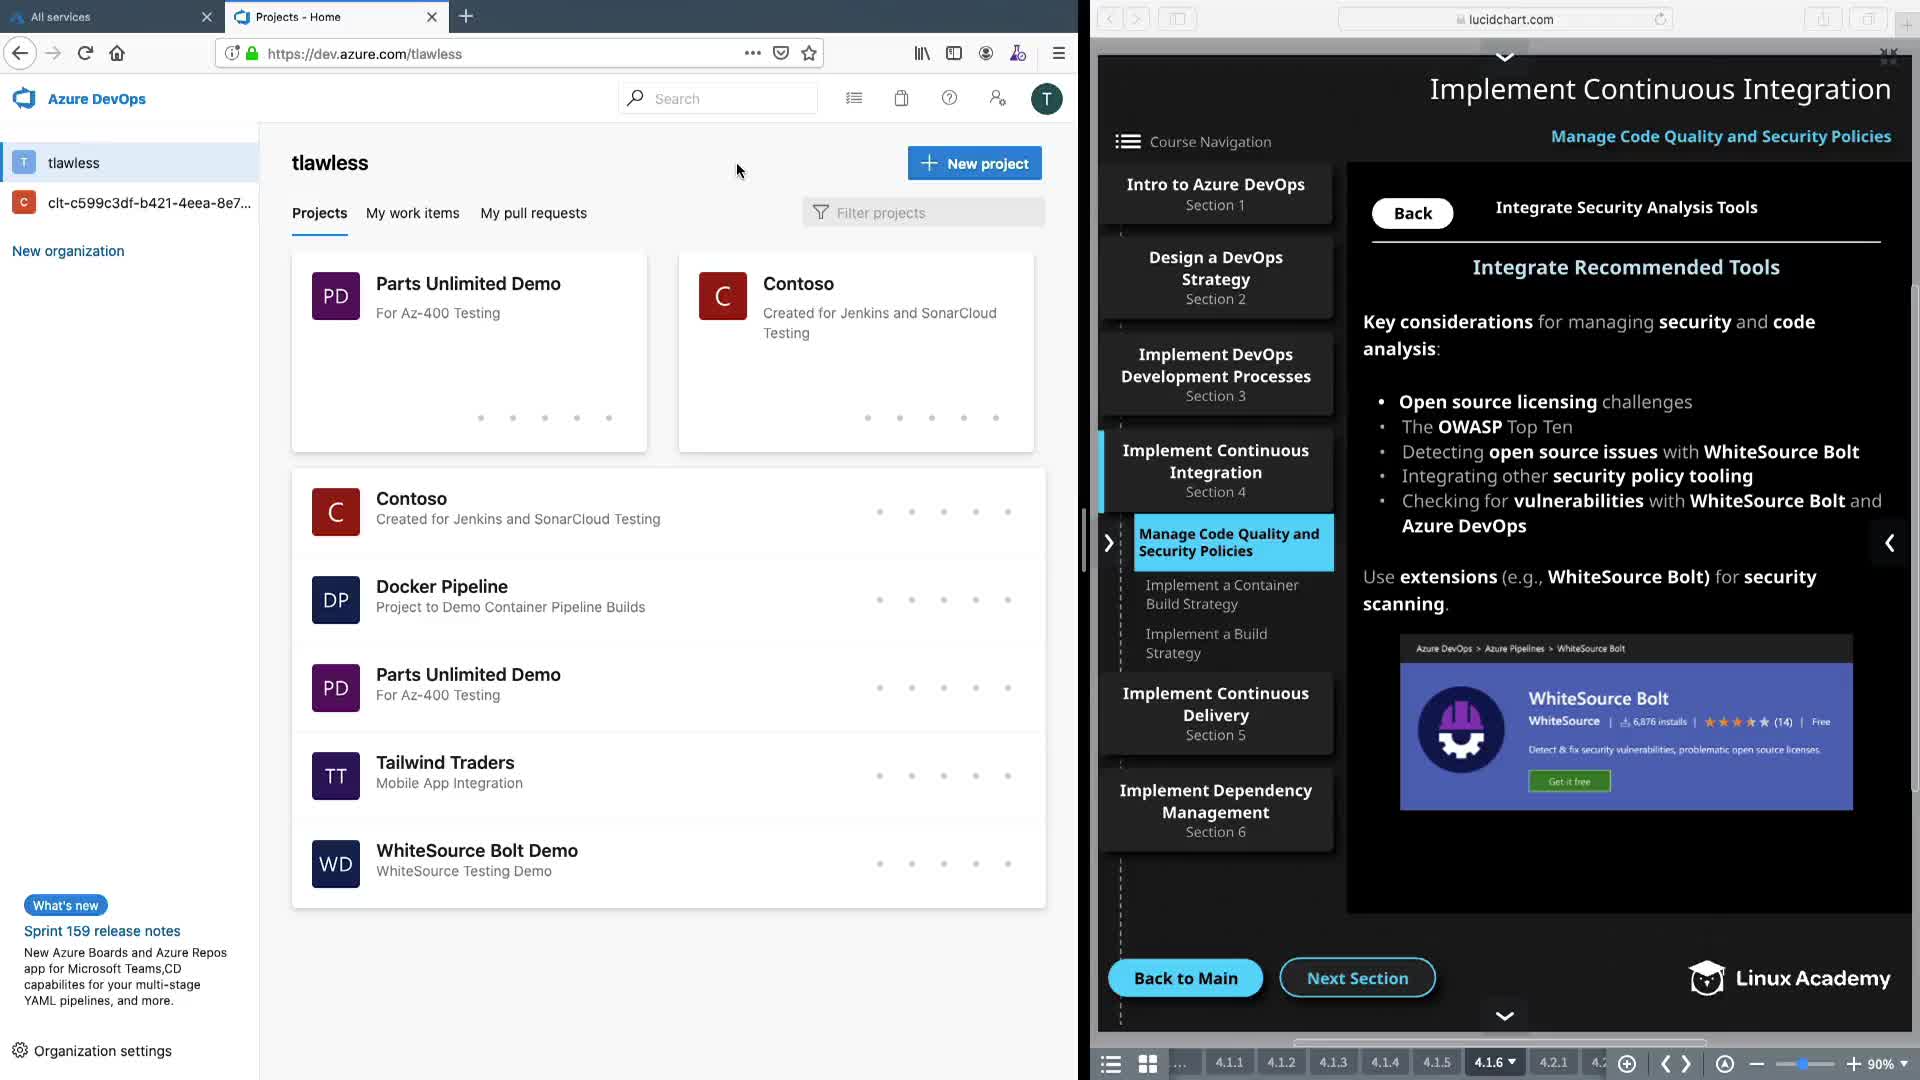 All services
Projects - Home
https://dev.azure.com/tlawless
Azure DevOps
Search
T
T tlawless
C clt-c599c3df-b421-4eea-8e7...
New organization
What's new
Sprint 159 release notes
New Azure Boards and Azure Repos
app for Microsoft Teams,CD
capabilites for your multi-stage
YAML pipelines, and more.
Organization settings
tlawless
New project
Projects My work items My pull requests
Filter projects
PD Parts Unlimited Demo
For Az-400 Testing
C Contoso
Created for Jenkins and SonarCloud
Testing
C Contoso
Created for Jenkins and SonarCloud Testing
DP Docker Pipeline
Project to Demo Container Pipeline Builds
PD Parts Unlimited Demo
For Az-400 Testing
TT Tailwind Traders
Mobile App Integration
WD WhiteSource Bolt Demo
WhiteSource Testing Demo
lucidchart.com
Implement Continuous Integration
Manage Code Quality and Security Policies
Course Navigation
Intro to Azure DevOps
Section 1
Design a DevOps
Strategy
Section 2
Implement DevOps
Development Processes
Section 3
Implement Continuous
Integration
Section 4
Manage Code Quality and
Security Policies
Implement a Container
Build Strategy
Implement a Build
Strategy
Implement Continuous
Delivery
Section 5
Implement Dependency
Management
Section 6
Back
Integrate Security Analysis Tools
Integrate Recommended Tools
Key considerations for managing security and code
analysis:
• Open source licensing challenges
• The OWASP Top Ten
• Detecting open source issues with WhiteSource Bolt
• Integrating other security policy tooling
• Checking for vulnerabilities with WhiteSource Bolt and
Azure DevOps
Use extensions (e.g., WhiteSource Bolt) for security
scanning.
Azure DevOps > Azure Pipelines > WhiteSource Bolt
WhiteSource Bolt
WhiteSource | 6,876 installs | (14) | Free
Detect & fix security vulnerabilities, problematic open source licenses.
Get it free
Back to Main
Next Section
Linux Academy
... 4.1.1 4.1.2 4.1.3 4.1.4 4.1.5 4.1.6 4.2.1 4.2 90%